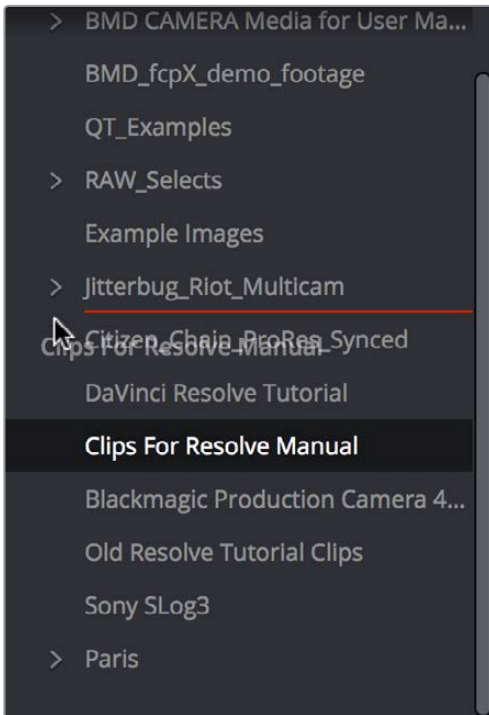 BMD CAMERA Media for User Ma...
BMD_fcpX_demo_footage
QT_Examples
RAW_Selects
Example Images
Jitterbug_Riot_Multicam
Citizen_Chain_ProRes_Synced
Clips For Resolve Manual
DaVinci Resolve Tutorial
Clips For Resolve Manual
Blackmagic Production Camera 4...
Old Resolve Tutorial Clips
Sony SLog3
Paris